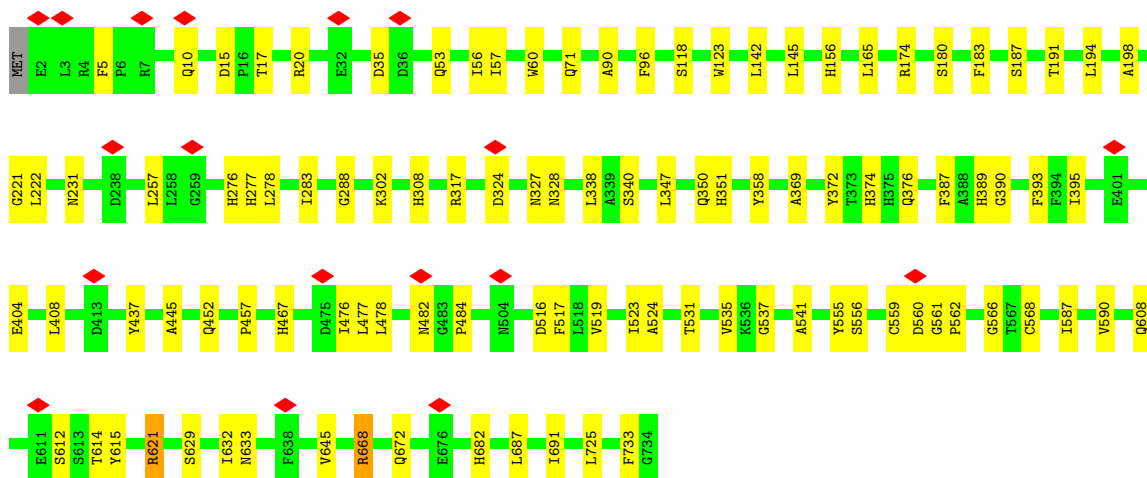 MET E2 L3 R4 F5 P6 R7 Q10 D15 P16 T17 R20 E32 D35 D36 Q53 I56 I57 W60 Q71 A90 F96 S118 W123 L142 L145 H156 L165 R174 S180 F183 S187 T191 L194 A198
G221 L222 N231 D238 L257 L258 G259 H276 H277 L278 I283 G288 K302 H308 R317 D324 N327 N328 L338 A339 S340 L347 Q350 H351 Y358 A369 Y372 T373 H374 H375 Q376 F387 A388 H389 G390 F393 F394 I395 E401
E404 L408 D413 Y437 A445 Q452 P457 H467 D475 I476 L477 L478 N482 G483 P484 N504 D516 F517 L518 V519 I523 A524 T531 V535 K536 G537 A541 Y555 S556 G559 D560 G561 P562 G566 T567 C568 I587 V590 Q608
E611 S612 S613 T614 Y615 R621 S629 I632 N633 F638 V645 R668 Q672 E676 H682 L687 I691 L725 F733 G734